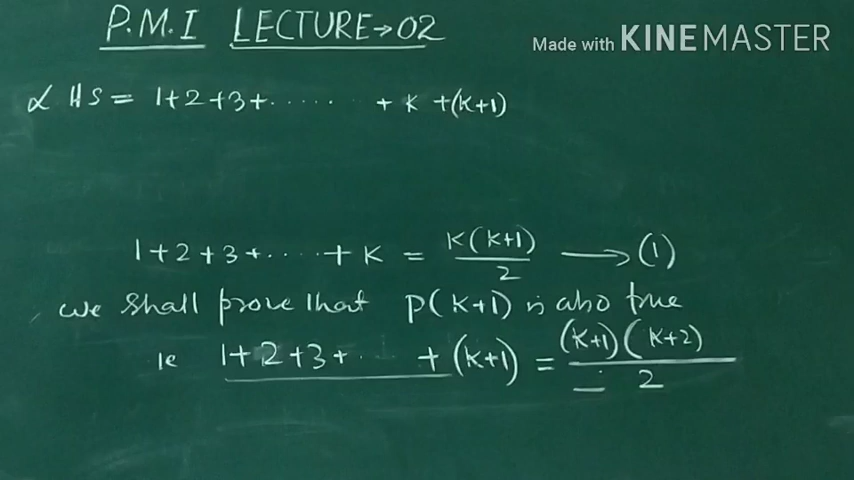 P.M.I LECTURE→02
Made with KINEMASTER
LHS = 1+2+3+...... + K +(K+1)
1+2+3+.....+ K = K(K+1)/2 → (1)
we shall prove that P(K+1) is also true
ie 1+2+3+... +(K+1) = (K+1)(K+2)/2